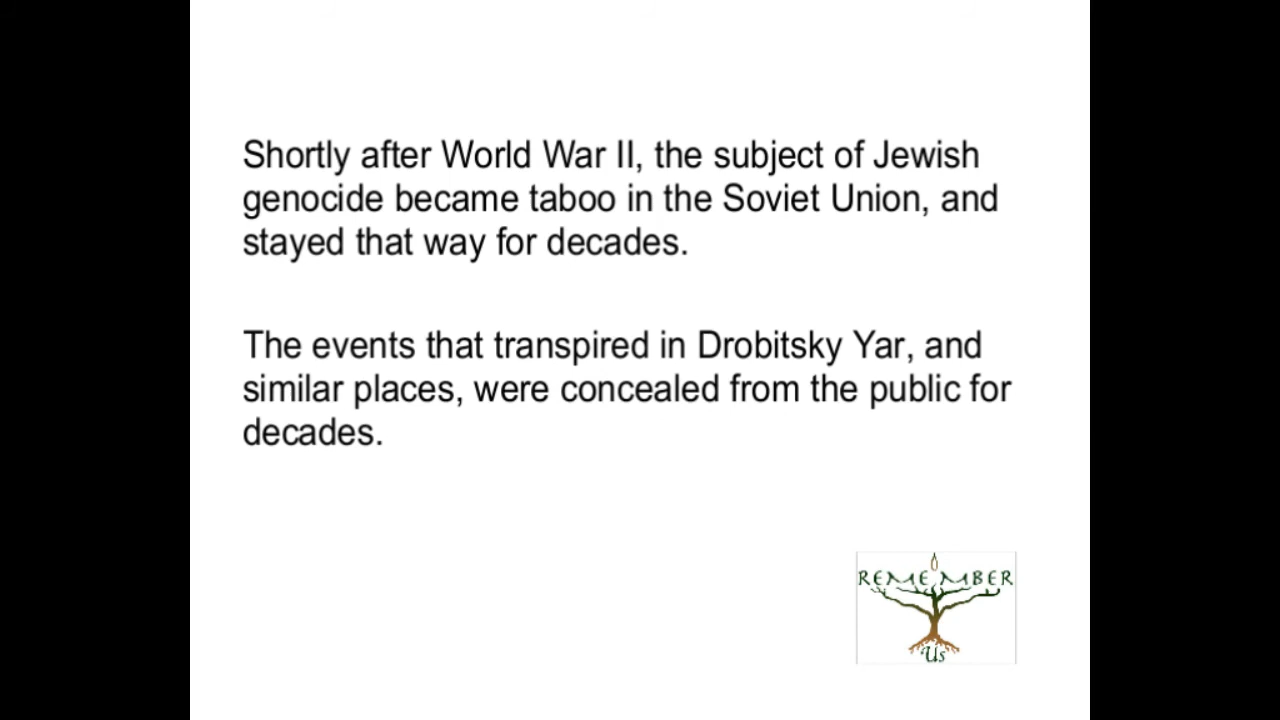 Shortly after World War II, the subject of Jewish
genocide became taboo in the Soviet Union, and
stayed that way for decades.
The events that transpired in Drobitsky Yar, and
similar places, were concealed from the public for
decades.
REMEMBER
Us